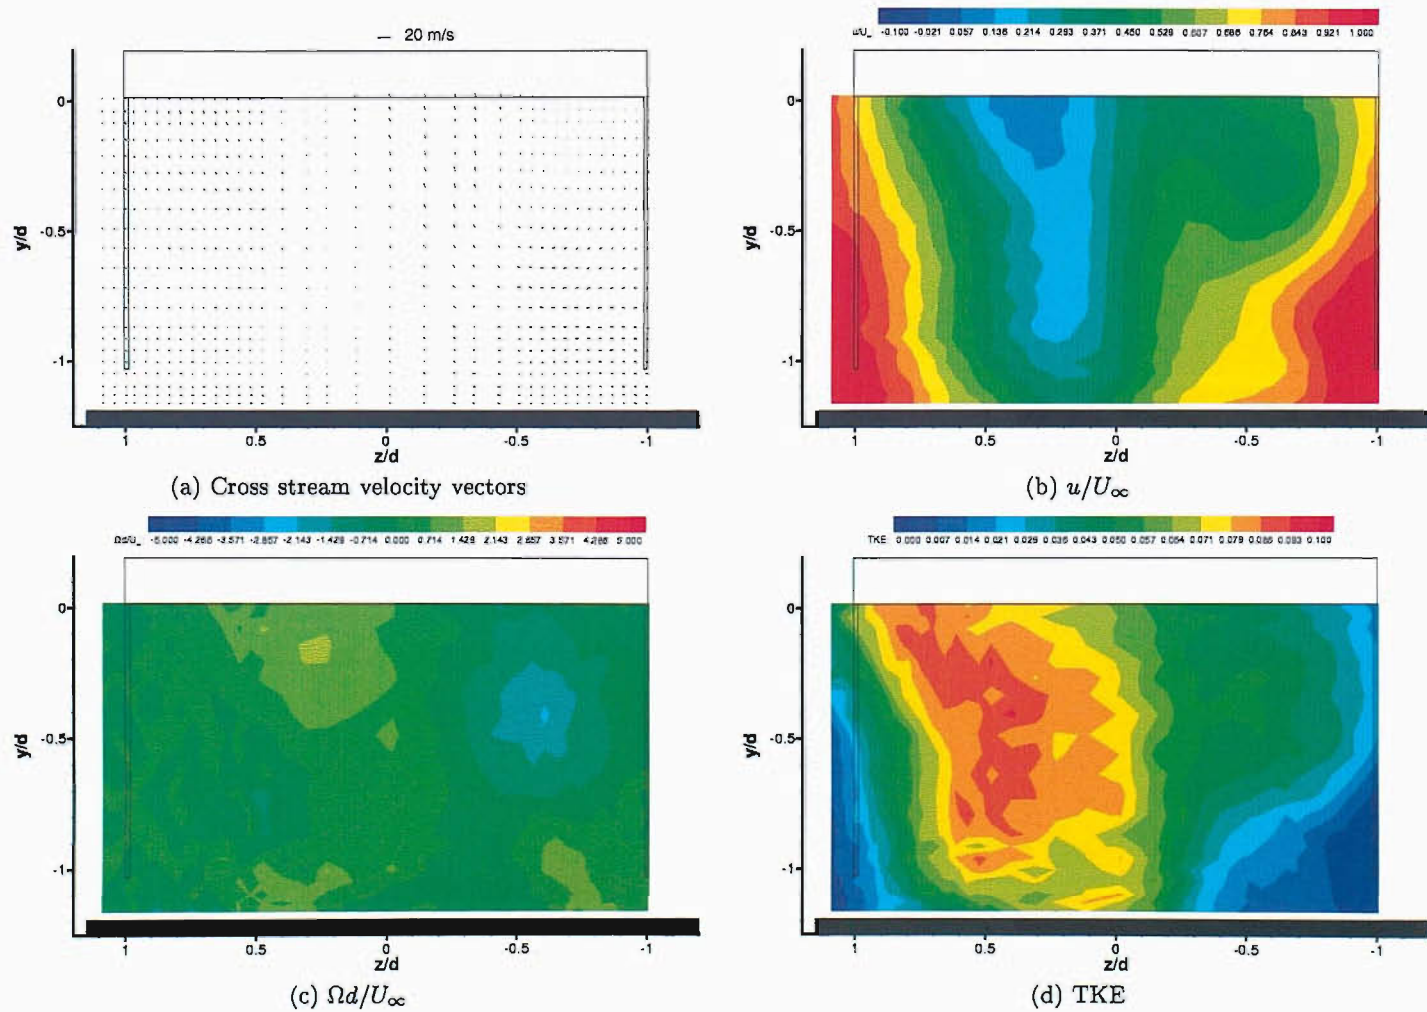 — 20 m/s
0
-0.5
-1
y/d
1 0.5 0 -0.5 -1
z/d
(a) Cross stream velocity vectors
u/U∞ -0.100 -0.021 0.057 0.136 0.214 0.293 0.371 0.450 0.529 0.607 0.686 0.764 0.843 0.921 1.000
0
-0.5
-1
y/d
1 0.5 0 -0.5 -1
z/d
(b) u/U∞
Ωd/U∞ -5.000 -4.286 -3.571 -2.857 -2.143 -1.429 -0.714 0.000 0.714 1.429 2.143 2.857 3.571 4.286 5.000
0
-0.5
-1
y/d
1 0.5 0 -0.5 -1
z/d
(c) Ωd/U∞
TKE 0.000 0.007 0.014 0.021 0.029 0.036 0.043 0.050 0.057 0.064 0.071 0.079 0.086 0.093 0.100
0
-0.5
-1
y/d
1 0.5 0 -0.5 -1
z/d
(d) TKE